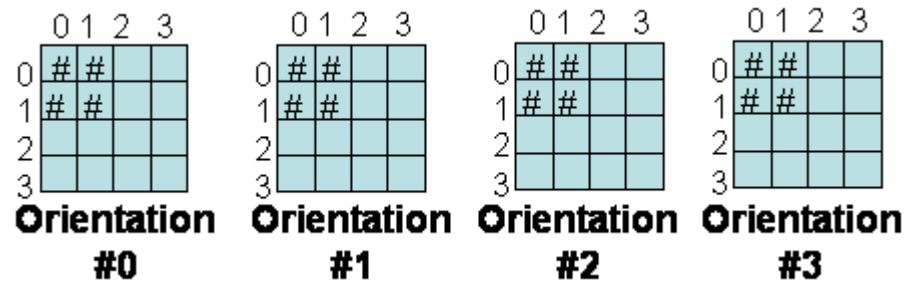 0 1 2 3 0 1 2 3 0 1 2 3 0 1 2 3
0 # # 0 # # 0 # # 0 # #
1 # # 1 # # 1 # # 1 # #
2 2 2 2
3 3 3 3
Orientation Orientation Orientation Orientation
#0 #1 #2 #3